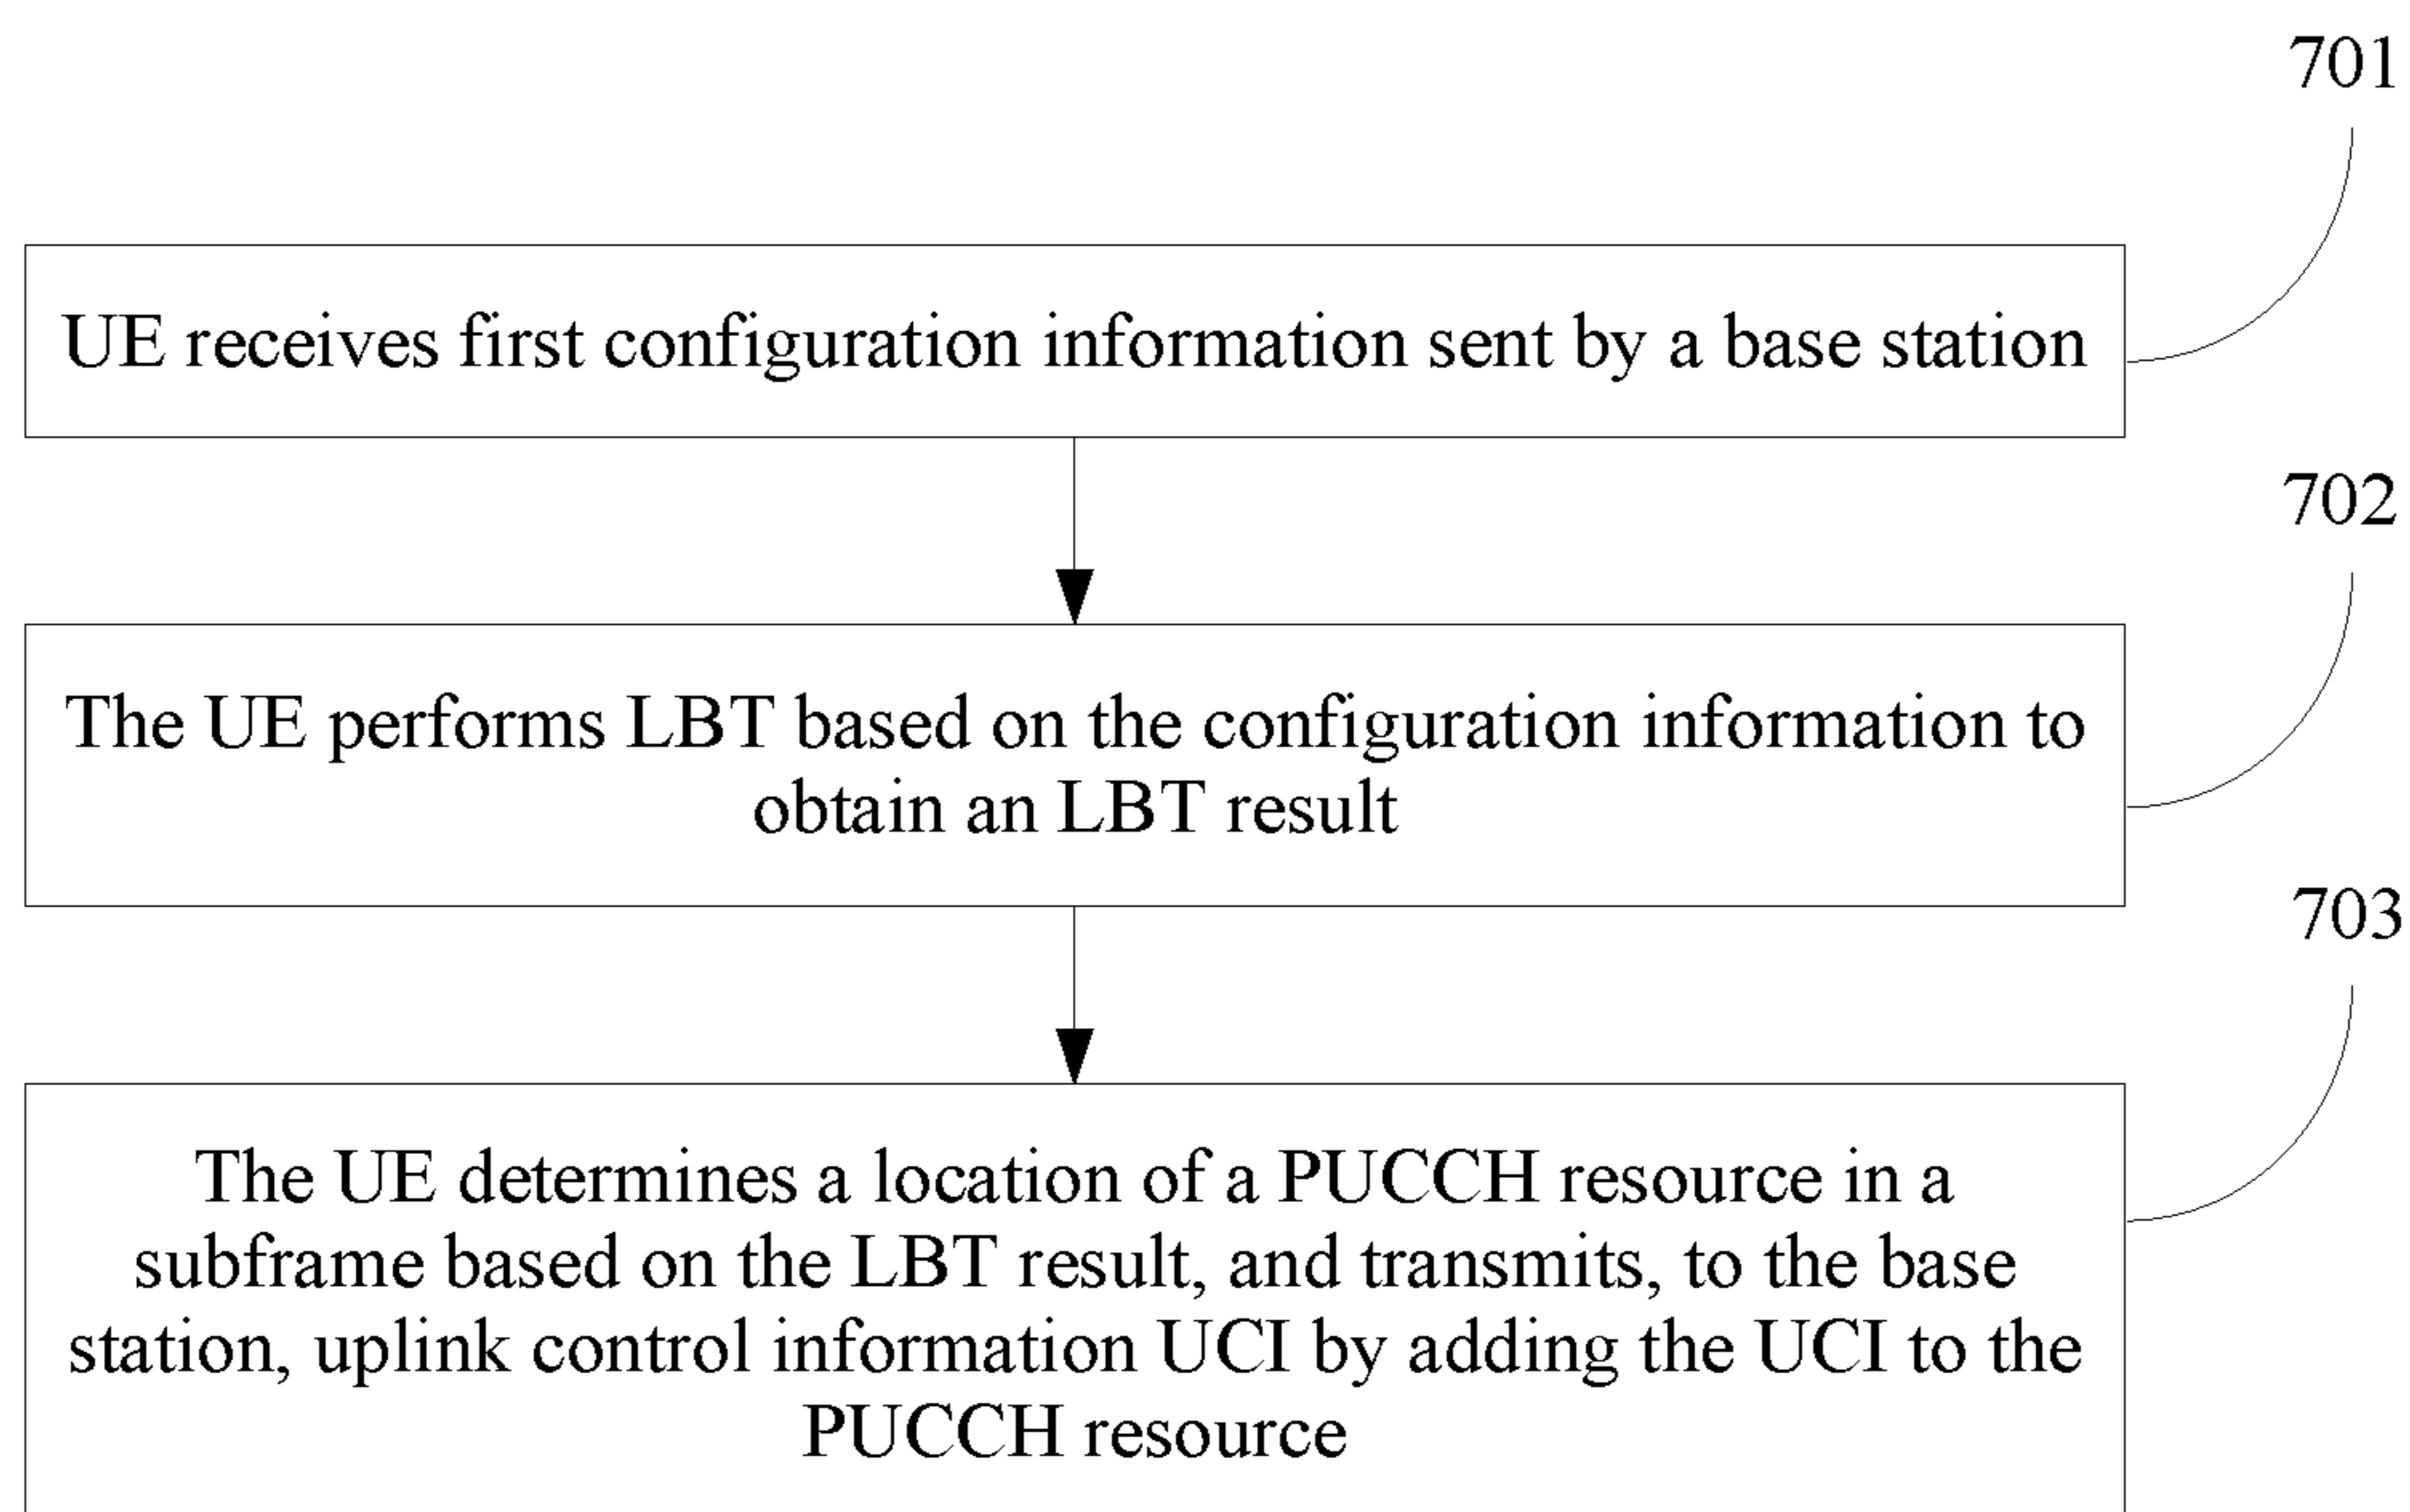 701
UE receives first configuration information sent by a base station
702
The UE performs LBT based on the configuration information to
obtain an LBT result
703
The UE determines a location of a PUCCH resource in a
subframe based on the LBT result, and transmits, to the base
station, uplink control information UCI by adding the UCI to the
PUCCH resource